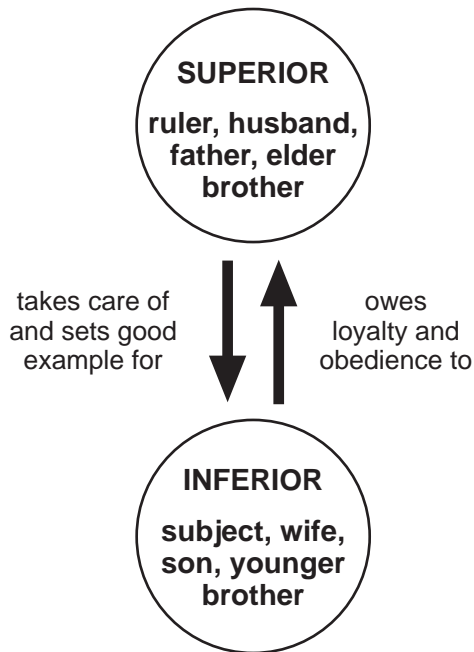 SUPERIOR
ruler, husband,
father, elder
brother
takes care of
and sets good
example for
owes
loyalty and
obedience to
INFERIOR
subject, wife,
son, younger
brother